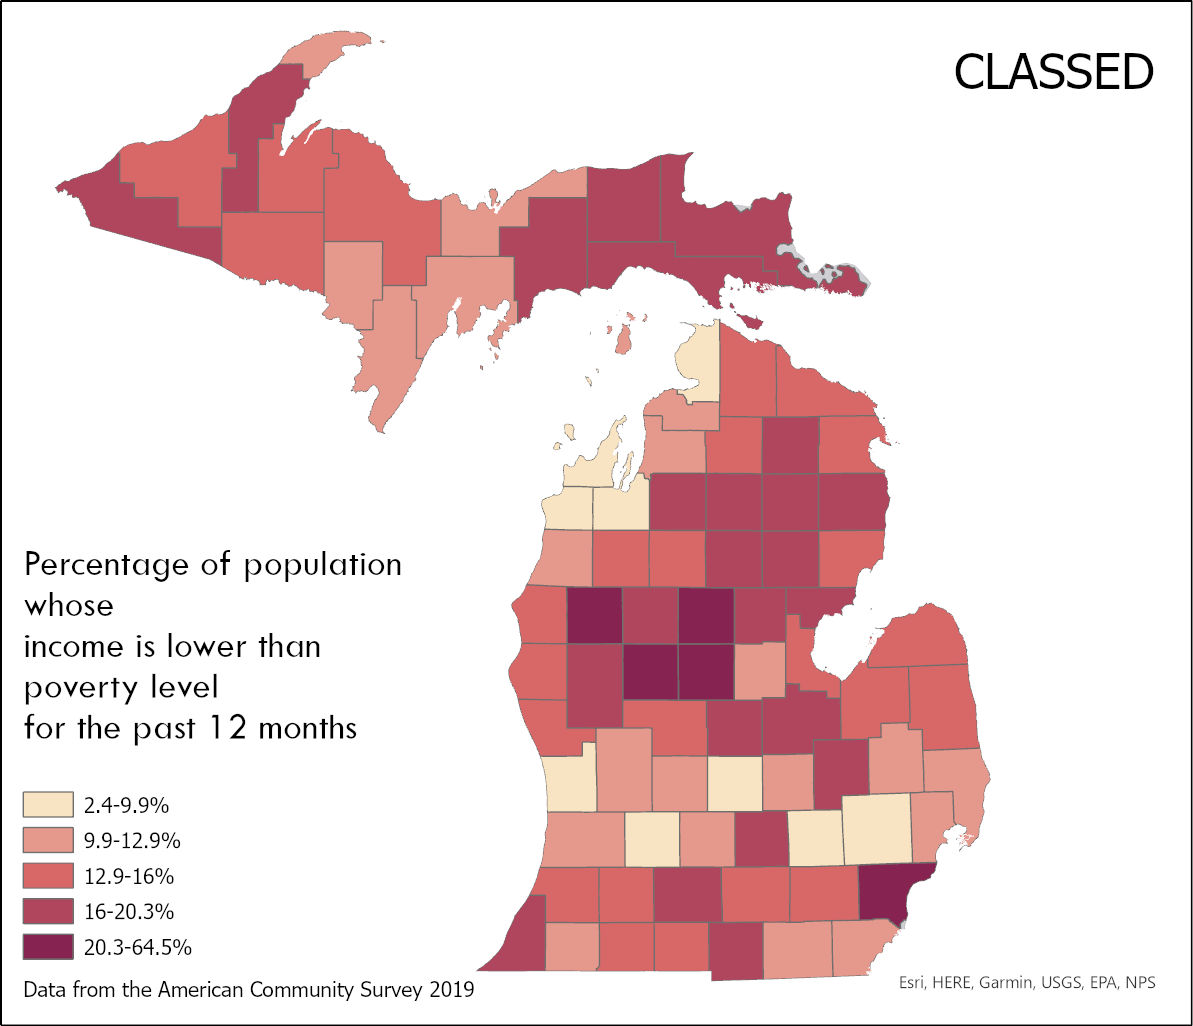 CLASSED
Percentage of population
whose
income is lower than
poverty level
for the past 12 months
2.4-9.9%
9.9-12.9%
12.9-16%
16-20.3%
20.3-64.5%
Data from the American Community Survey 2019
Esri, HERE, Garmin, USGS, EPA, NPS